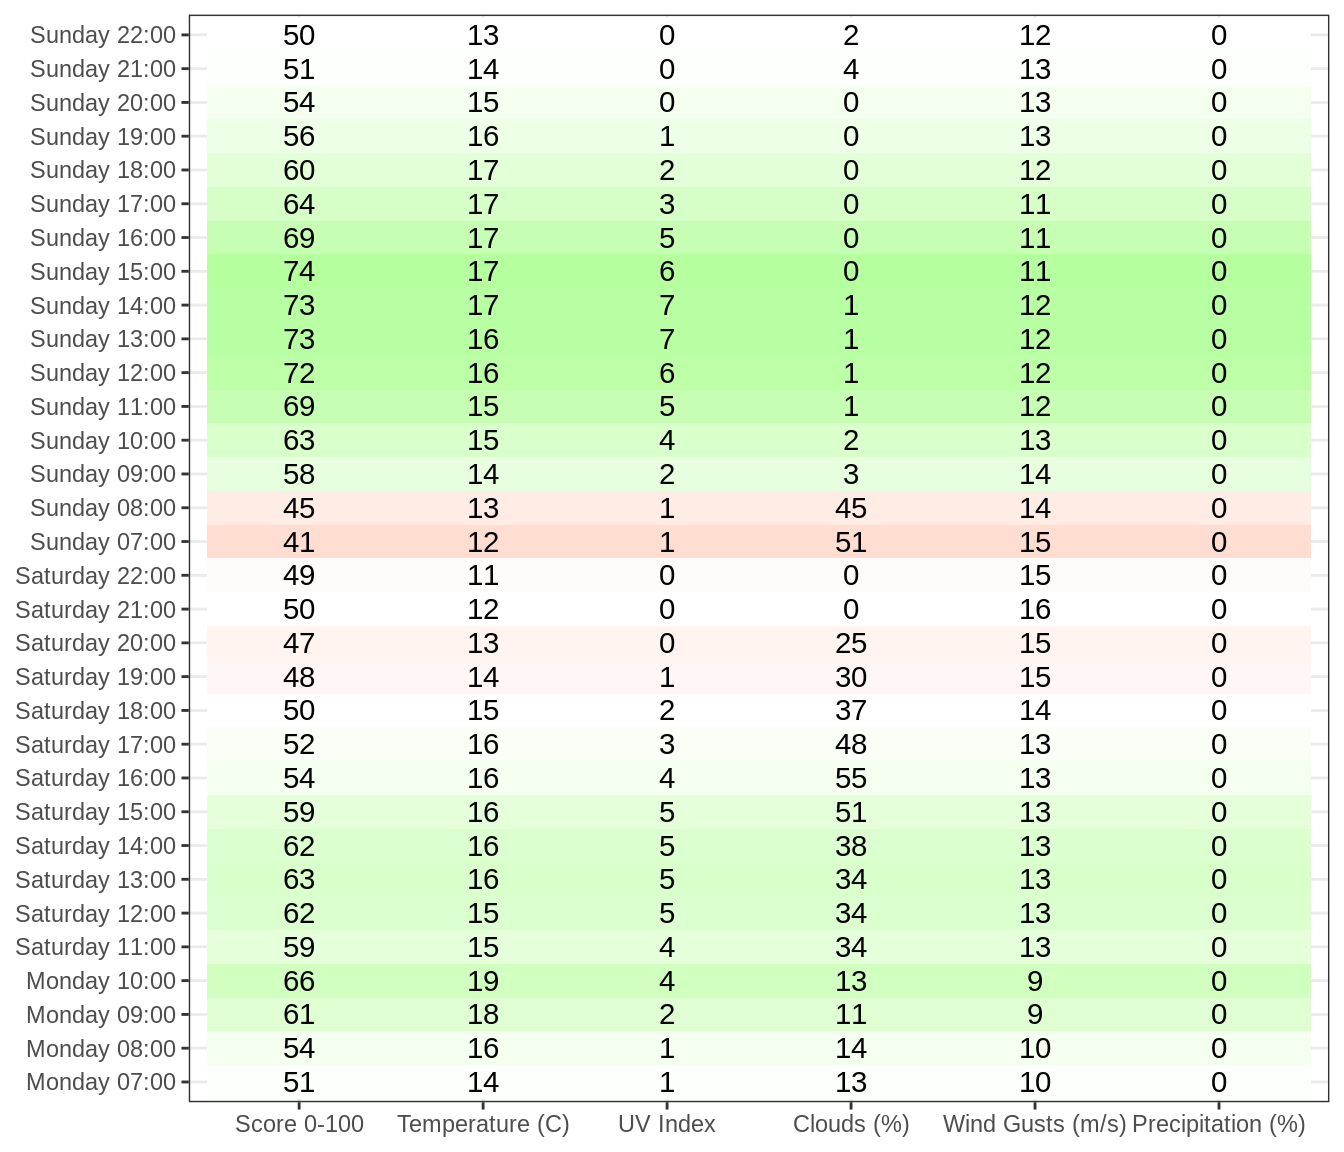 Sunday 22:00 50 13 0 2 12 0
Sunday 21:00 51 14 0 4 13 0
Sunday 20:00 54 15 0 0 13 0
Sunday 19:00 56 16 1 0 13 0
Sunday 18:00 60 17 2 0 12 0
Sunday 17:00 64 17 3 0 11 0
Sunday 16:00 69 17 5 0 11 0
Sunday 15:00 74 17 6 0 11 0
Sunday 14:00 73 17 7 1 12 0
Sunday 13:00 73 16 7 1 12 0
Sunday 12:00 72 16 6 1 12 0
Sunday 11:00 69 15 5 1 12 0
Sunday 10:00 63 15 4 2 13 0
Sunday 09:00 58 14 2 3 14 0
Sunday 08:00 45 13 1 45 14 0
Sunday 07:00 41 12 1 51 15 0
Saturday 22:00 49 11 0 0 15 0
Saturday 21:00 50 12 0 0 16 0
Saturday 20:00 47 13 0 25 15 0
Saturday 19:00 48 14 1 30 15 0
Saturday 18:00 50 15 2 37 14 0
Saturday 17:00 52 16 3 48 13 0
Saturday 16:00 54 16 4 55 13 0
Saturday 15:00 59 16 5 51 13 0
Saturday 14:00 62 16 5 38 13 0
Saturday 13:00 63 16 5 34 13 0
Saturday 12:00 62 15 5 34 13 0
Saturday 11:00 59 15 4 34 13 0
Monday 10:00 66 19 4 13 9 0
Monday 09:00 61 18 2 11 9 0
Monday 08:00 54 16 1 14 10 0
Monday 07:00 51 14 1 13 10 0
Score 0-100 Temperature (C) UV Index Clouds (%) Wind Gusts (m/s) Precipitation (%)